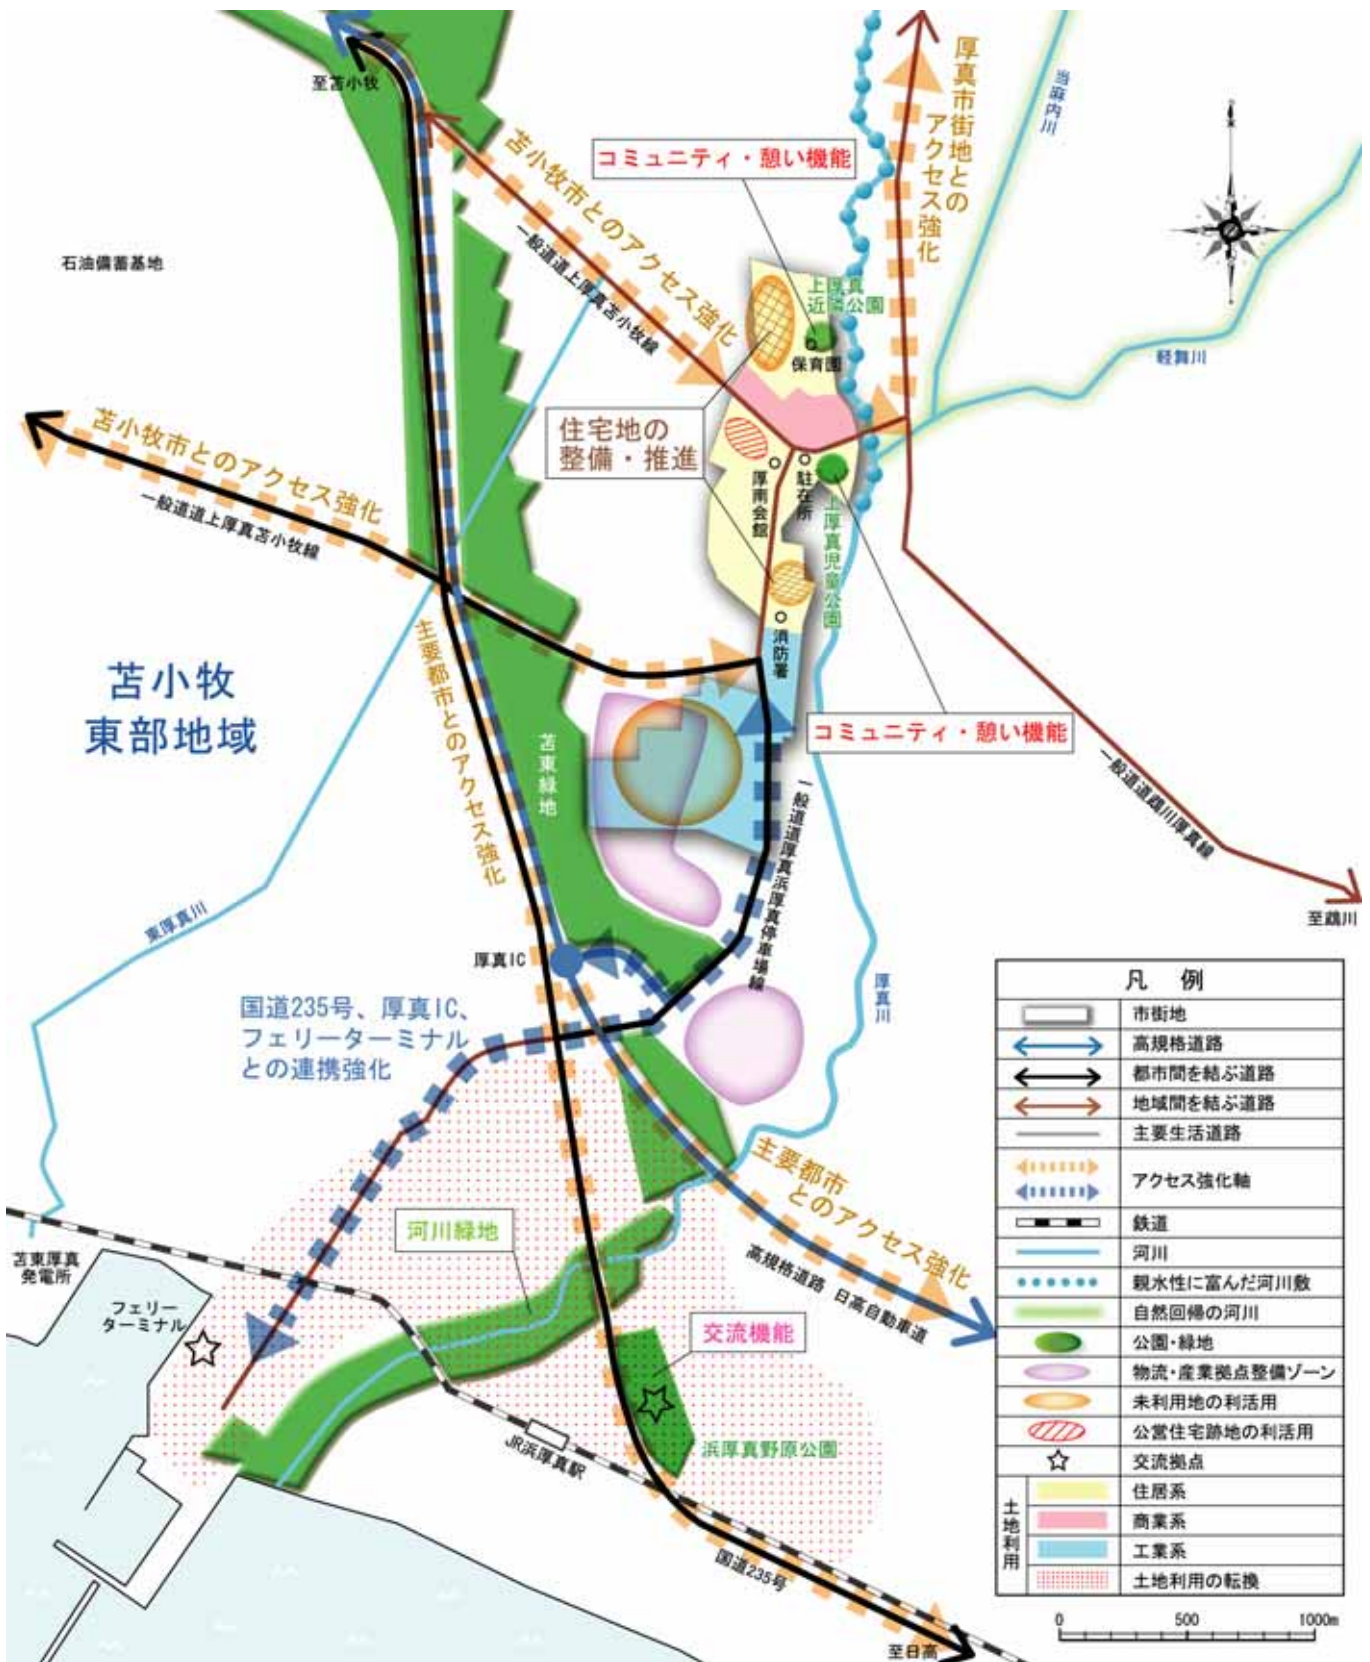 至苫小牧
厚真市街地との
アクセス強化
当麻内川
コミュニティ・憩い機能
苫小牧市とのアクセス強化
一般道道上厚真苫小牧線
石油備蓄基地
上厚真
近隣公園
保育園
軽舞川
住宅地の
整備・推進
苫小牧市とのアクセス強化
一般道道上厚真苫小牧線
厚南会館
駐在所
上厚真児童公園
消防署
主要都市とのアクセス強化
苫小牧
東部地域
苫東緑地
コミュニティ・憩い機能
一般道道厚真浜厚真停車場線
一般道道鵡川厚真線
至鵡川
東厚真川
厚真IC
厚真川
国道235号、厚真IC、
フェリーターミナル
との連携強化
主要都市
とのアクセス強化
高規格道路 日高自動車道
河川緑地
苫東厚真
発電所
フェリー
ターミナル
交流機能
JR浜厚真駅
浜厚真野原公園
国道235号
至日高
凡 例
市街地
高規格道路
都市間を結ぶ道路
地域間を結ぶ道路
主要生活道路
アクセス強化軸
鉄道
河川
親水性に富んだ河川敷
自然回帰の河川
公園・緑地
物流・産業拠点整備ゾーン
未利用地の利活用
公営住宅跡地の利活用
交流拠点
土地利用
住居系
商業系
工業系
土地利用の転換
0 500 1000m